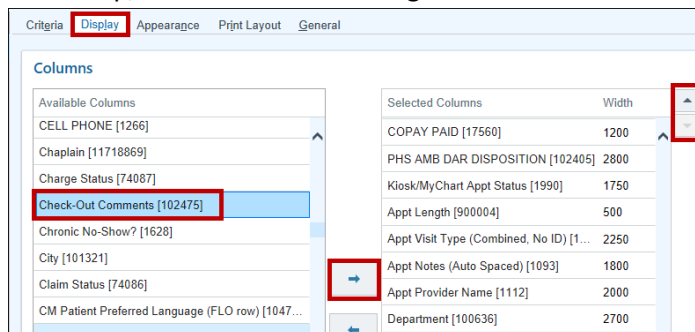 Criteria Display Appearance Print Layout General
Columns
Available Columns
CELL PHONE [1266]
Chaplain [11718869]
Charge Status [74087]
Check-Out Comments [102475]
Chronic No-Show? [1628]
City [101321]
Claim Status [74086]
CM Patient Preferred Language (FLO row) [1047...
Selected Columns Width
COPAY PAID [17560] 1200
PHS AMB DAR DISPOSITION [102405] 2800
Kiosk/MyChart Appt Status [1990] 1750
Appt Length [900004] 500
Appt Visit Type (Combined, No ID) [1... 2250
Appt Notes (Auto Spaced) [1093] 1800
Appt Provider Name [1112] 2000
Department [100636] 2700